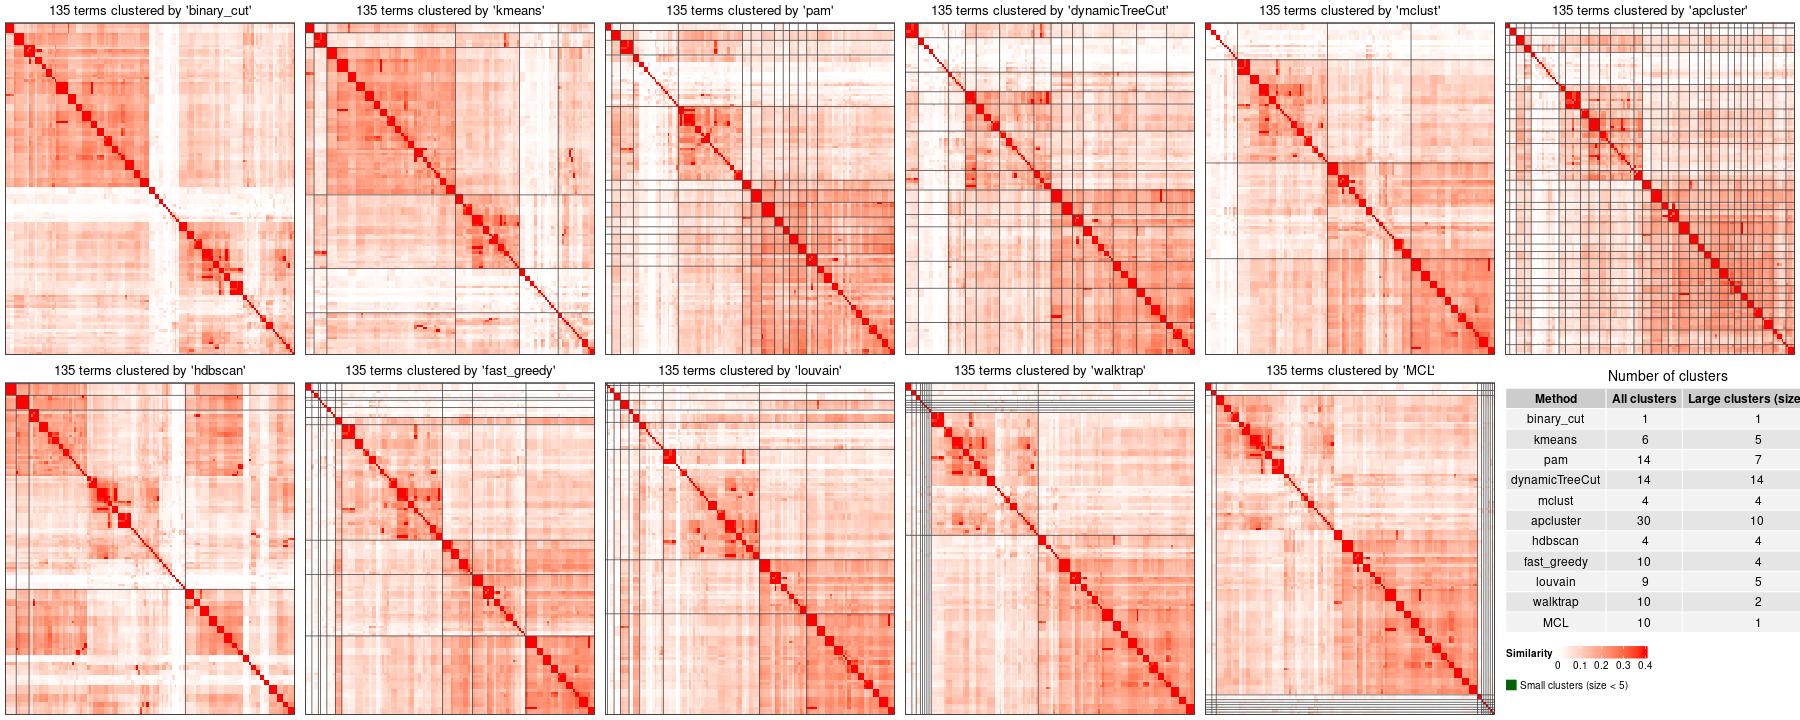 135 terms clustered by 'binary_cut'
135 terms clustered by 'kmeans'
135 terms clustered by 'pam'
135 terms clustered by 'dynamicTreeCut'
135 terms clustered by 'mclust'
135 terms clustered by 'apcluster'
135 terms clustered by 'hdbscan'
135 terms clustered by 'fast_greedy'
135 terms clustered by 'louvain'
135 terms clustered by 'walktrap'
135 terms clustered by 'MCL'
Number of clusters
Method All clusters Large clusters (size
binary_cut 1 1
kmeans 6 5
pam 14 7
dynamicTreeCut 14 14
mclust 4 4
apcluster 30 10
hdbscan 4 4
fast_greedy 10 4
louvain 9 5
walktrap 10 2
MCL 10 1
Similarity
0 0.1 0.2 0.3 0.4
Small clusters (size < 5)